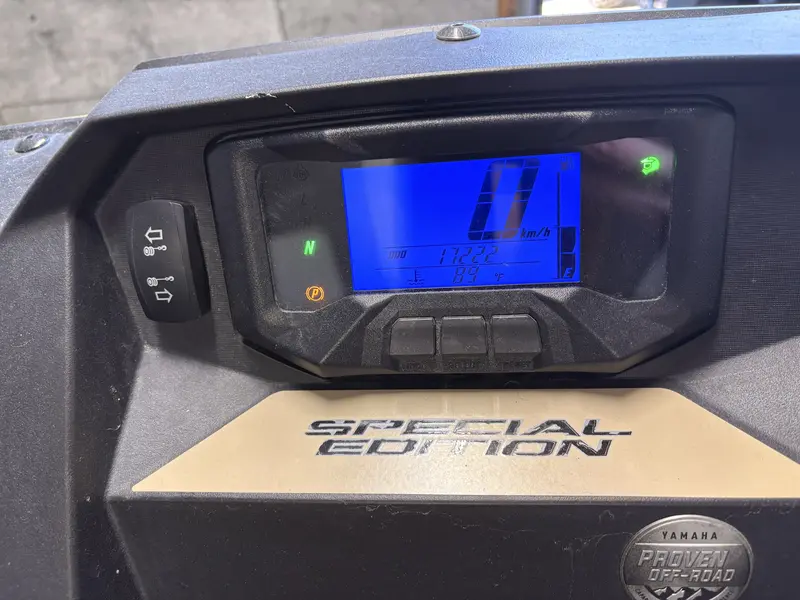 0
km/h
N
ODO 17222
P
89 °F
E
SPECIAL
EDITION
YAMAHA
PROVEN
OFF-ROAD